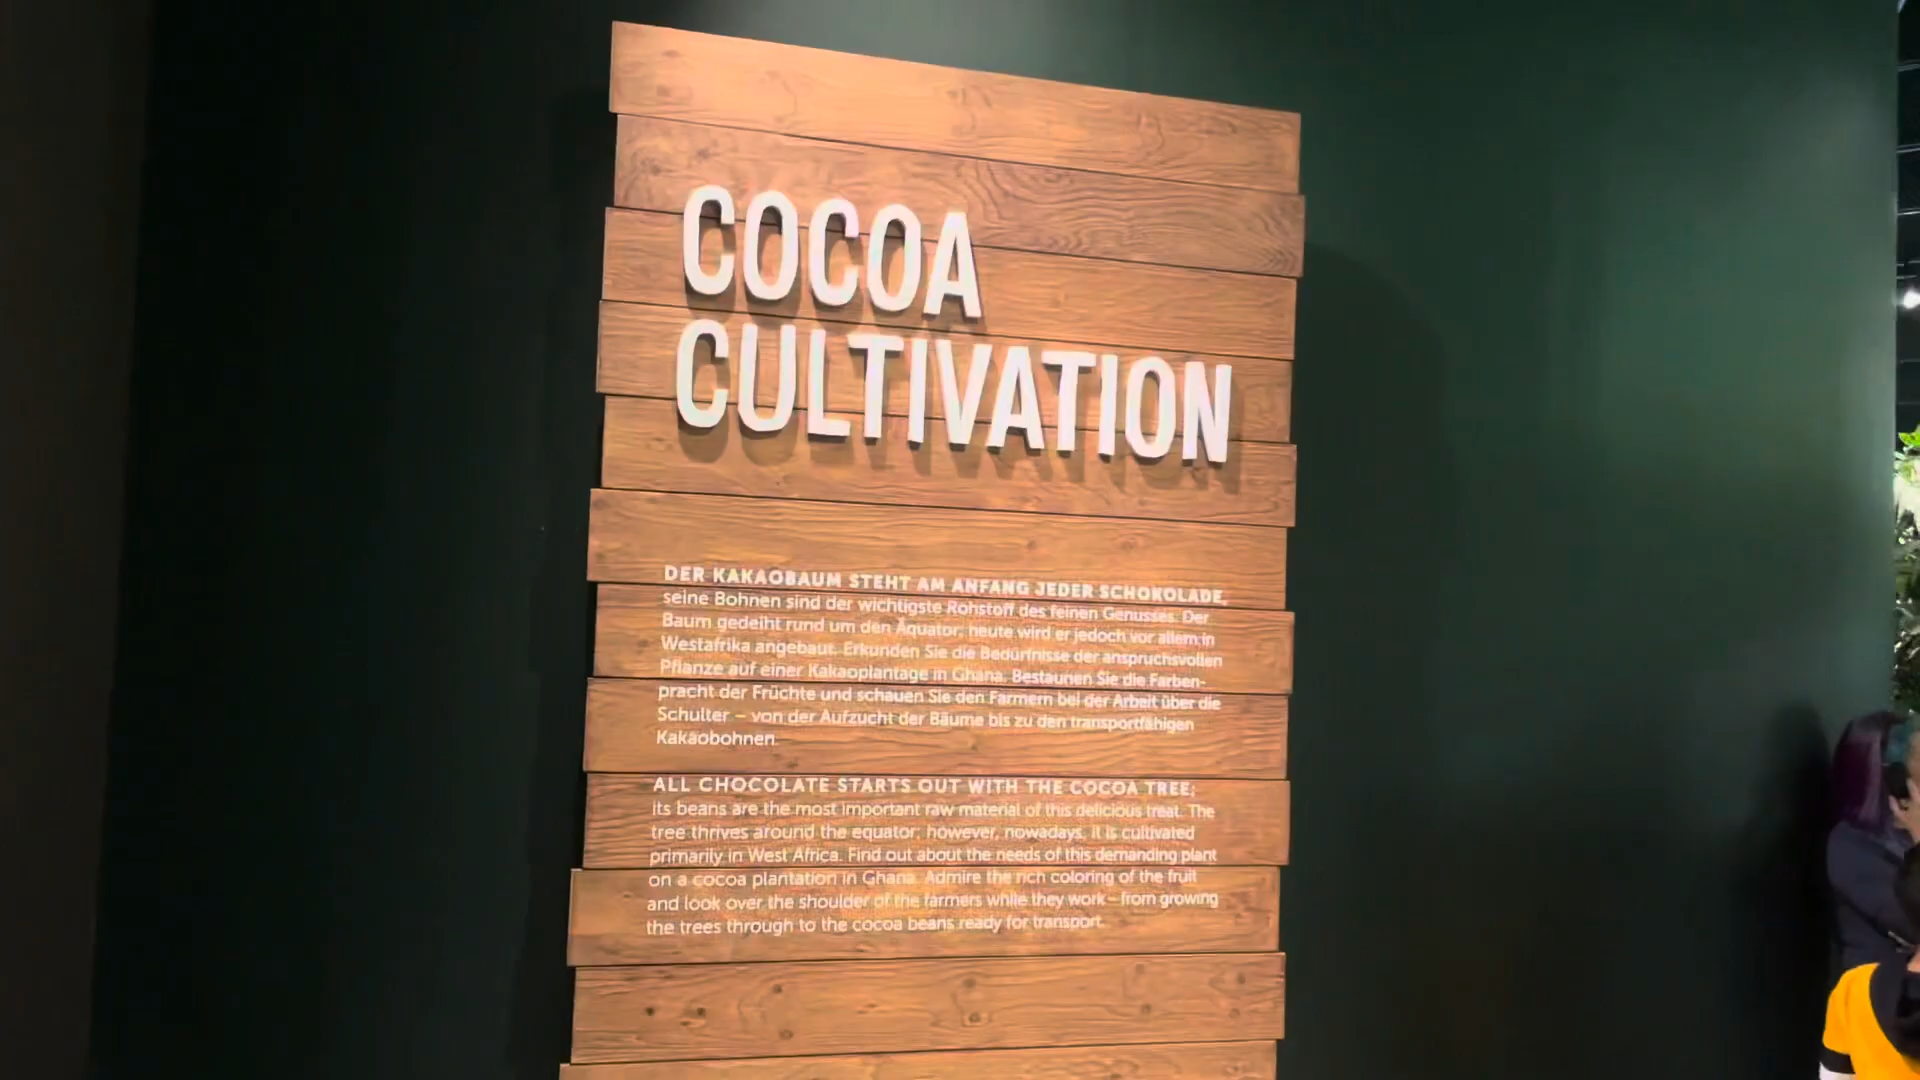 COCOA
CULTIVATION
DER KAKAOBAUM STEHT AM ANFANG JEDER SCHOKOLADE,
seine Bohnen sind der wichtigste Rohstoff des feinen Genusses. Der
Baum gedeiht rund um den Äquator; heute wird er jedoch vor allem in
Westafrika angebaut. Erkunden Sie die Bedürfnisse der anspruchsvollen
Pflanze auf einer Kakaoplantage in Ghana. Bestaunen Sie die Farben-
pracht der Früchte und schauen Sie den Farmern bei der Arbeit über die
Schulter – von der Aufzucht der Bäume bis zu den transportfähigen
Kakaobohnen.
ALL CHOCOLATE STARTS OUT WITH THE COCOA TREE;
its beans are the most important raw material of this delicious treat. The
tree thrives around the equator; however, nowadays, it is cultivated
primarily in West Africa. Find out about the needs of this demanding plant
on a cocoa plantation in Ghana. Admire the rich coloring of the fruit
and look over the shoulder of the farmers while they work – from growing
the trees through to the cocoa beans ready for transport.